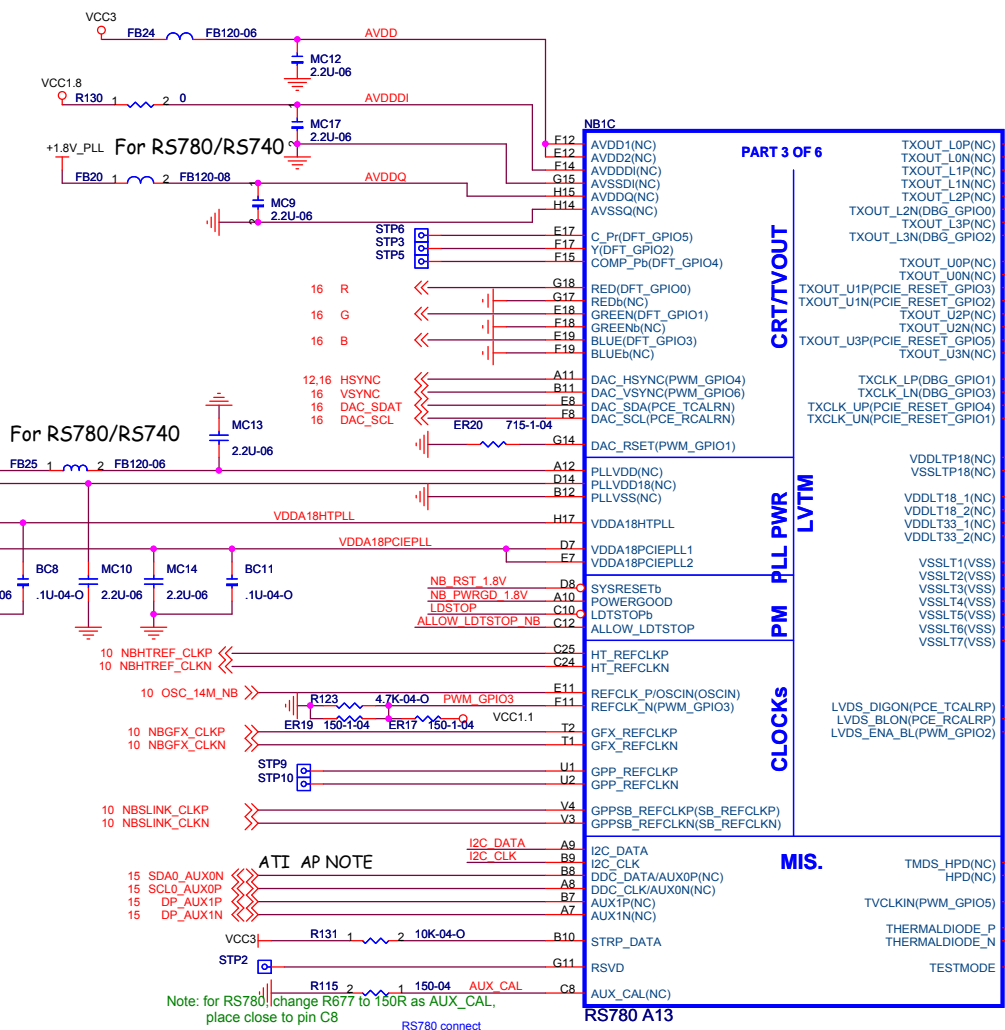 VCC3
FB24 FB120-06 AVDD
MC12
2.2U-06
VCC1.8
R130 1 2 0 AVDDDI
1
MC17
2.2U-06
2
+1.8V_PLL For RS780/RS740
FB20 1 2 FB120-08 AVDDQ
1
MC9
2.2U-06
2
NB1C
PART 3 OF 6
F12 AVDD1(NC)
E12 AVDD2(NC)
F14 AVDDDI(NC)
G15 AVSSDI(NC)
H15 AVDDQ(NC)
H14 AVSSQ(NC)
STP6 E17 C_Pr(DFT_GPIO5)
STP3 F17 Y(DFT_GPIO2)
STP5 F15 COMP_Pb(DFT_GPIO4)
16 R G18 RED(DFT_GPIO0)
G17 REDb(NC)
16 G E18 GREEN(DFT_GPIO1)
F18 GREENb(NC)
16 B E19 BLUE(DFT_GPIO3)
F19 BLUEb(NC)
12,16 HSYNC A11 DAC_HSYNC(PWM_GPIO4)
16 VSYNC B11 DAC_VSYNC(PWM_GPIO6)
16 DAC_SDAT E8 DAC_SDA(PCE_TCALRN)
16 DAC_SCL F8 DAC_SCL(PCE_RCALRN)
ER20 715-1-04 G14 DAC_RSET(PWM_GPIO1)
CRT/TVOUT
TXOUT_L0P(NC)
TXOUT_L0N(NC)
TXOUT_L1P(NC)
TXOUT_L1N(NC)
TXOUT_L2P(NC)
TXOUT_L2N(DBG_GPIO0)
TXOUT_L3P(NC)
TXOUT_L3N(DBG_GPIO2)
TXOUT_U0P(NC)
TXOUT_U0N(NC)
TXOUT_U1P(PCIE_RESET_GPIO3)
TXOUT_U1N(PCIE_RESET_GPIO2)
TXOUT_U2P(NC)
TXOUT_U2N(NC)
TXOUT_U3P(PCIE_RESET_GPIO5)
TXOUT_U3N(NC)
TXCLK_LP(DBG_GPIO1)
TXCLK_LN(DBG_GPIO3)
TXCLK_UP(PCIE_RESET_GPIO4)
TXCLK_UN(PCIE_RESET_GPIO1)
MC13
2.2U-06
For RS780/RS740
FB25 1 2 FB120-06
A12 PLLVDD(NC)
D14 PLLVDD18(NC)
B12 PLLVSS(NC)
VDDA18HTPLL H17 VDDA18HTPLL
VDDA18PCIEPLL D7 VDDA18PCIEPLL1
E7 VDDA18PCIEPLL2
PLL PWR
LVTM
VDDLTP18(NC)
VSSLTP18(NC)
VDDLT18_1(NC)
VDDLT18_2(NC)
VDDLT33_1(NC)
VDDLT33_2(NC)
VSSLT1(VSS)
VSSLT2(VSS)
VSSLT3(VSS)
VSSLT4(VSS)
VSSLT5(VSS)
VSSLT6(VSS)
VSSLT7(VSS)
BC8 MC10 MC14 BC11
06 .1U-04-O 2.2U-06 2.2U-06 .1U-04-O
NB_RST_1.8V D8 SYSRESETb
NB_PWRGD_1.8V A10 POWERGOOD
LDSTOP C10 LDTSTOPb
ALLOW_LDTSTOP_NB C12 ALLOW_LDTSTOP
PM
10 NBHTREF_CLKP C25 HT_REFCLKP
10 NBHTREF_CLKN C24 HT_REFCLKN
10 OSC_14M_NB E11 REFCLK_P/OSCIN(OSCIN)
R123 4.7K-04-O PWM_GPIO3 F11 REFCLK_N(PWM_GPIO3)
ER19 150-1-04 ER17 150-1-04 VCC1.1
10 NBGFX_CLKP T2 GFX_REFCLKP
10 NBGFX_CLKN T1 GFX_REFCLKN
STP9 U1 GPP_REFCLKP
STP10 U2 GPP_REFCLKN
10 NBSLINK_CLKP V4 GPPSB_REFCLKP(SB_REFCLKP)
10 NBSLINK_CLKN V3 GPPSB_REFCLKN(SB_REFCLKN)
CLOCKs
LVDS_DIGON(PCE_TCALRP)
LVDS_BLON(PCE_RCALRP)
LVDS_ENA_BL(PWM_GPIO2)
I2C_DATA A9 I2C_DATA
I2C_CLK B9 I2C_CLK
ATI AP NOTE
15 SDA0_AUX0N B8 DDC_DATA/AUX0P(NC)
15 SCL0_AUX0P A8 DDC_CLK/AUX0N(NC)
15 DP_AUX1P B7 AUX1P(NC)
15 DP_AUX1N A7 AUX1N(NC)
VCC3 R131 1 2 10K-04-O B10 STRP_DATA
STP2 G11 RSVD
R115 2 1 150-04 AUX_CAL C8 AUX_CAL(NC)
MIS.
TMDS_HPD(NC)
HPD(NC)
TVCLKIN(PWM_GPIO5)
THERMALDIODE_P
THERMALDIODE_N
TESTMODE
Note: for RS780, change R677 to 150R as AUX_CAL,
place close to pin C8
RS780 A13
RS780 connect